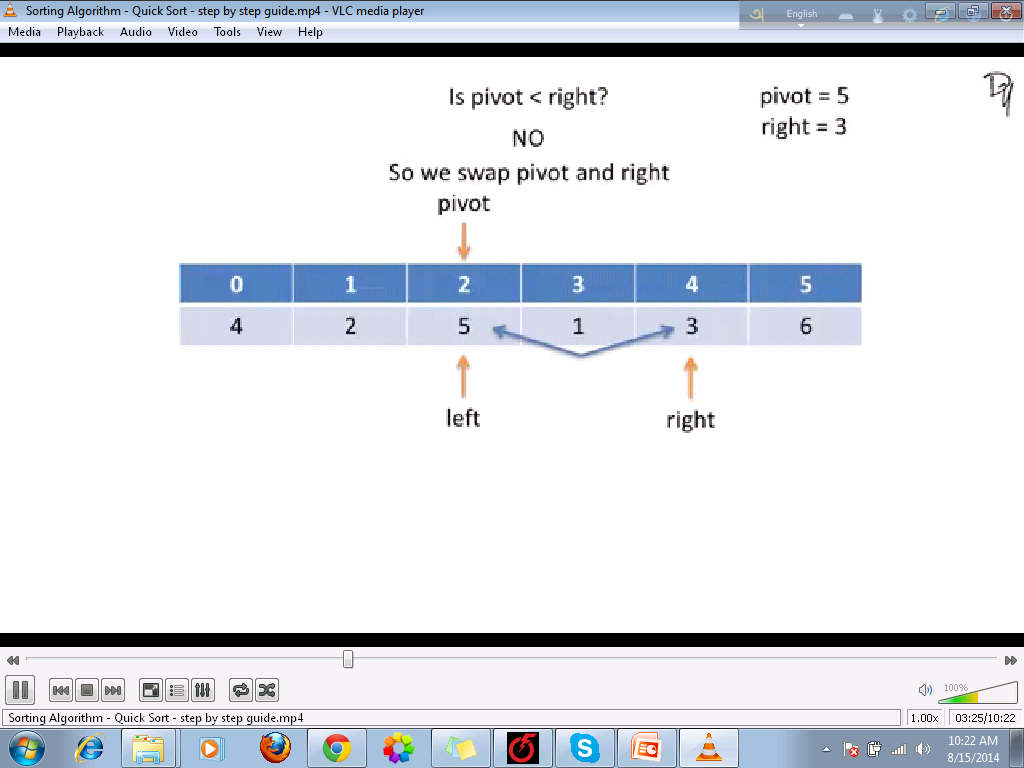 Sorting Algorithm - Quick Sort - step by step guide.mp4 - VLC media player
English
Media Playback Audio Video Tools View Help
Is pivot < right?
pivot = 5
NO
right = 3
So we swap pivot and right
pivot
0 1 2 3 4 5
4 2 5 1 3 6
left right
100%
Sorting Algorithm - Quick Sort - step by step guide.mp4
1.00x 03:25/10:22
10:22 AM
8/15/2014